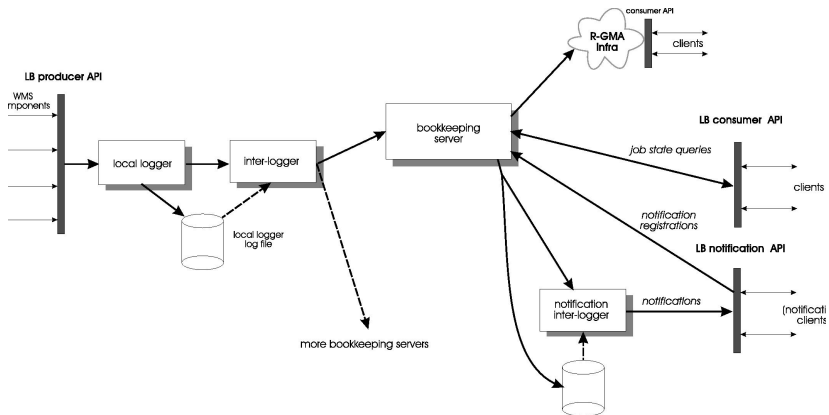 consumer API
R-GMA
infra
clients
LB producer API
WMS
local logger
inter-logger
local logger
log file
more bookkeeping servers
bookkeeping
server
LB consumer API
job state queries
clients
notification
registrations
LB notification API
notification
inter-logger
notifications
clients